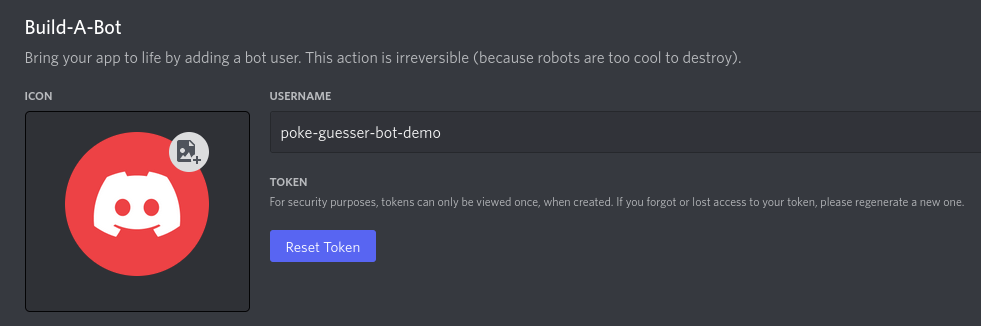 Build-A-Bot
Bring your app to life by adding a bot user. This action is irreversible (because robots are too cool to destroy).
ICON
USERNAME
poke-guesser-bot-demo
TOKEN
For security purposes, tokens can only be viewed once, when created. If you forgot or lost access to your token, please regenerate a new one.
Reset Token